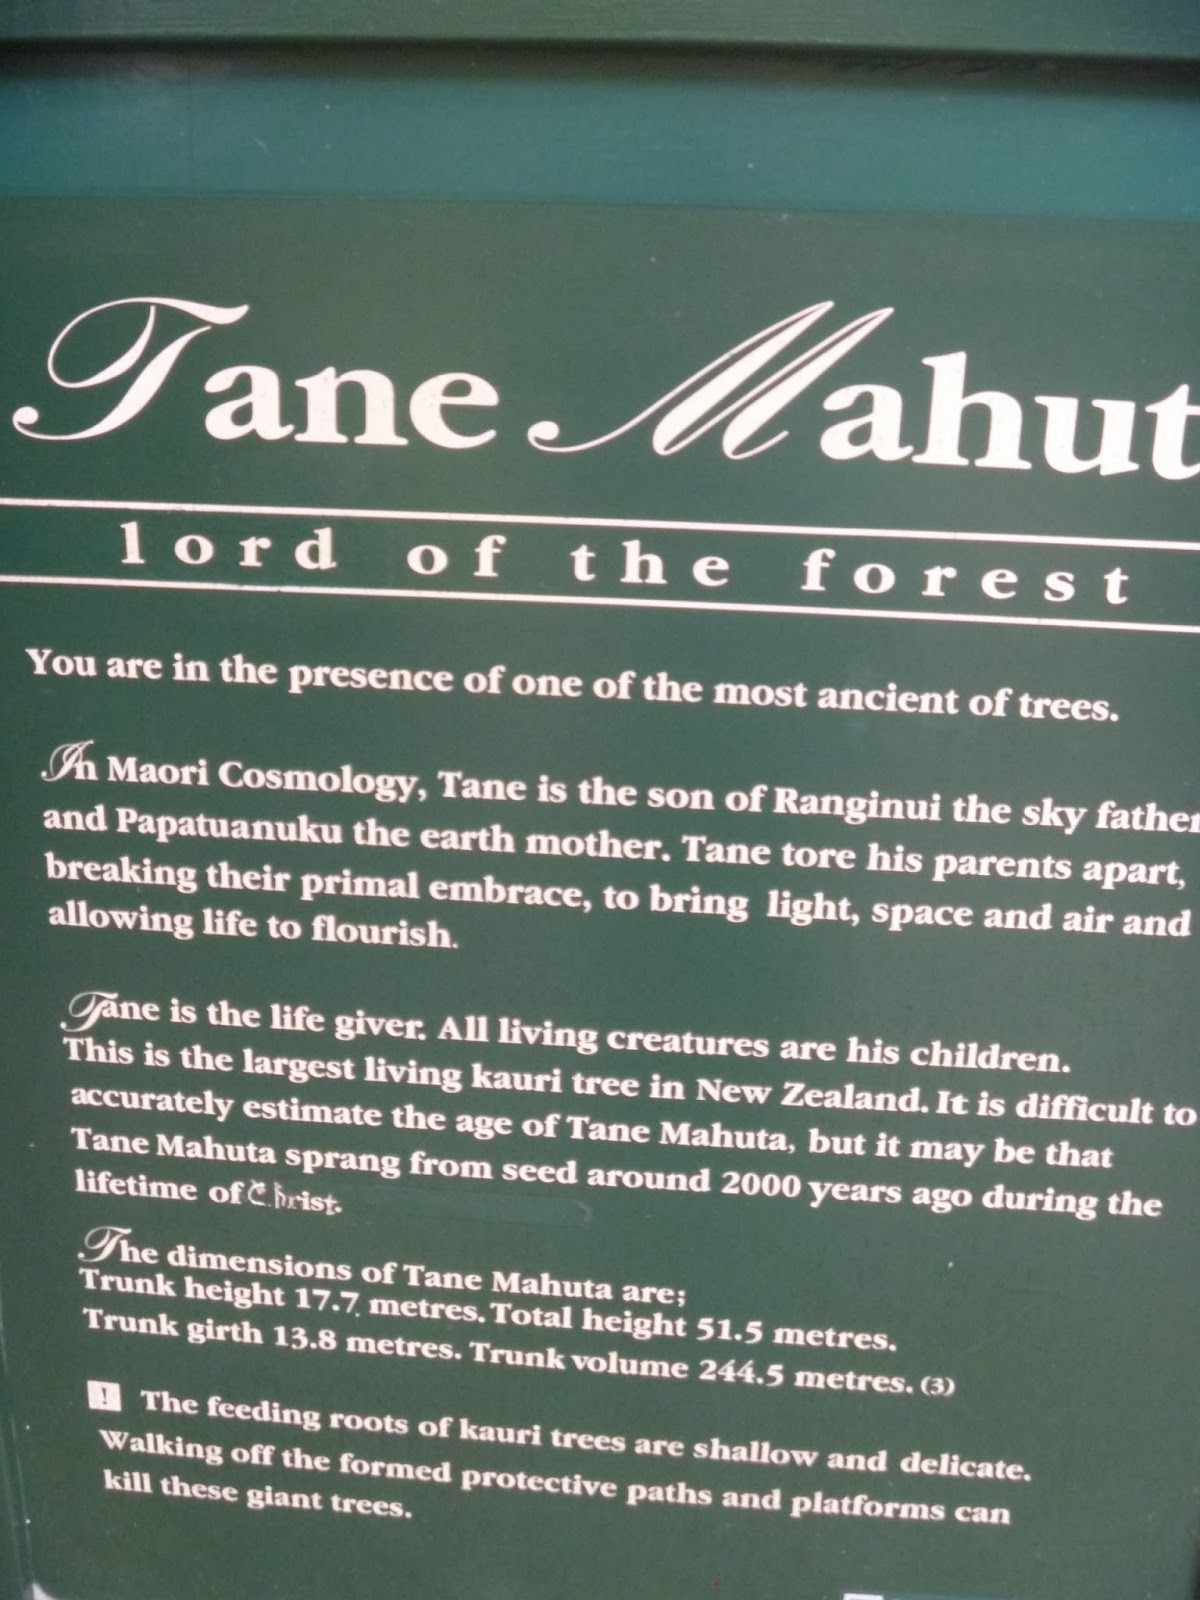 Tane Mahut
lord of the forest
You are in the presence of one of the most ancient of trees.
In Maori Cosmology, Tane is the son of Ranginui the sky father
and Papatuanuku the earth mother. Tane tore his parents apart,
breaking their primal embrace, to bring light, space and air and
allowing life to flourish.
Tane is the life giver. All living creatures are his children.
This is the largest living kauri tree in New Zealand. It is difficult to
accurately estimate the age of Tane Mahuta, but it may be that
Tane Mahuta sprang from seed around 2000 years ago during the
lifetime of Christ.
The dimensions of Tane Mahuta are;
Trunk height 17.7 metres. Total height 51.5 metres.
Trunk girth 13.8 metres. Trunk volume 244.5 metres. (3)
! The feeding roots of kauri trees are shallow and delicate.
Walking off the formed protective paths and platforms can
kill these giant trees.